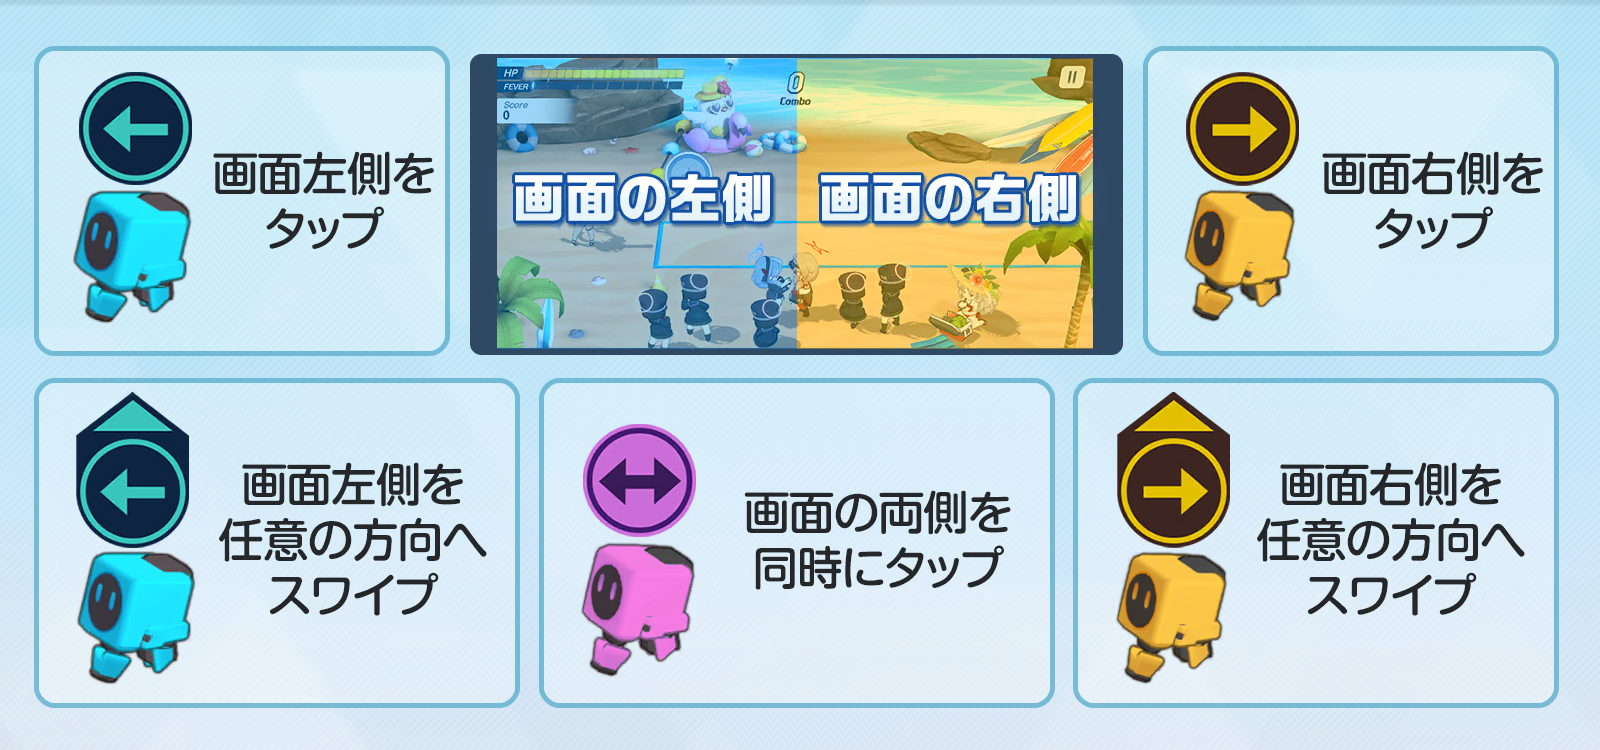 画面左側を
タップ
HP
FEVER
Score
0
0
Combo
画面の左側
画面の右側
画面右側を
タップ
画面左側を
任意の方向へ
スワイプ
画面の両側を
同時にタップ
画面右側を
任意の方向へ
スワイプ